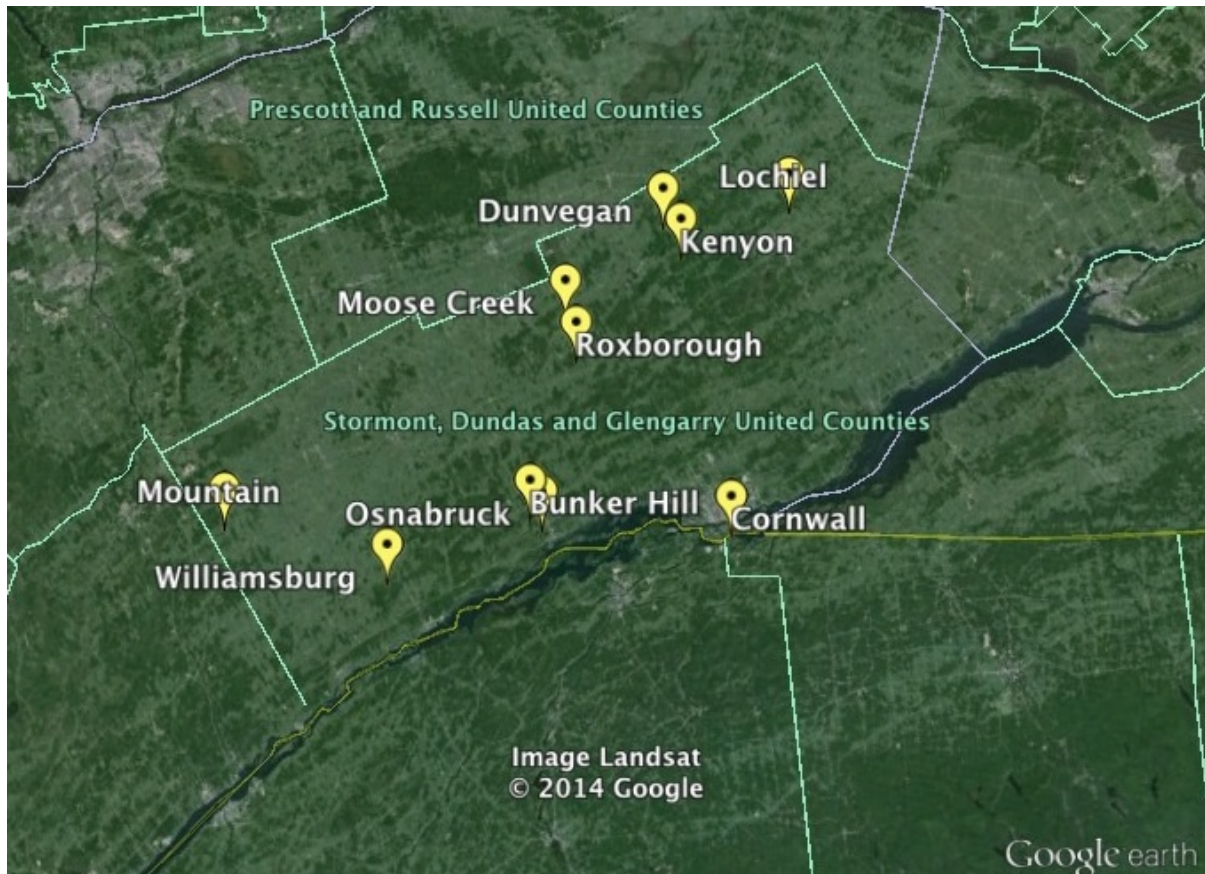 Prescott and Russell United Counties
Lochiel
Dunvegan
Kenyon
Moose Creek
Roxborough
Stormont, Dundas and Glengarry United Counties
Mountain
Osnabruck
Bunker Hill
Cornwall
Williamsburg
Image Landsat
© 2014 Google
Google earth